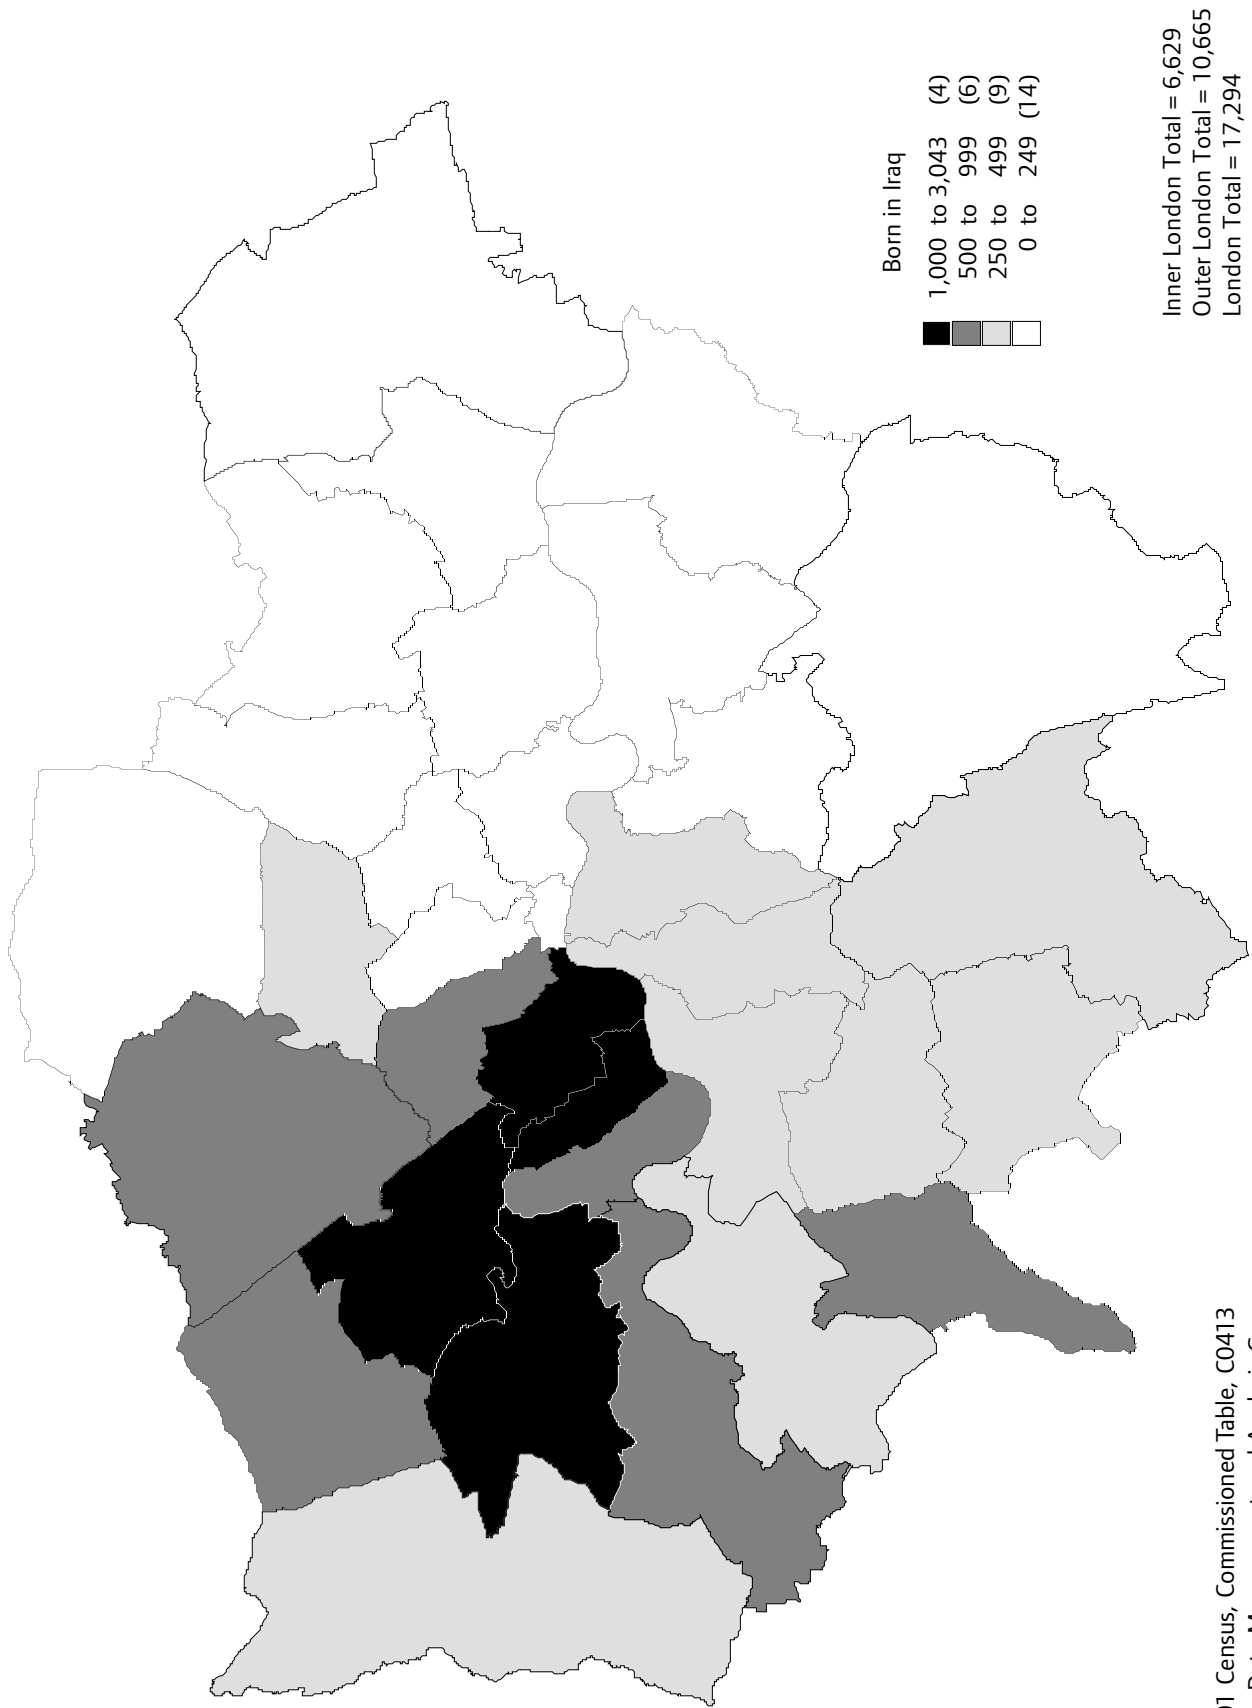 Born in Iraq
1,000 to 3,043 (4)
500 to 999 (6)
250 to 499 (9)
0 to 249 (14)
Inner London Total = 6,629
Outer London Total = 10,665
London Total = 17,294
Census, Commissioned Table, C0413